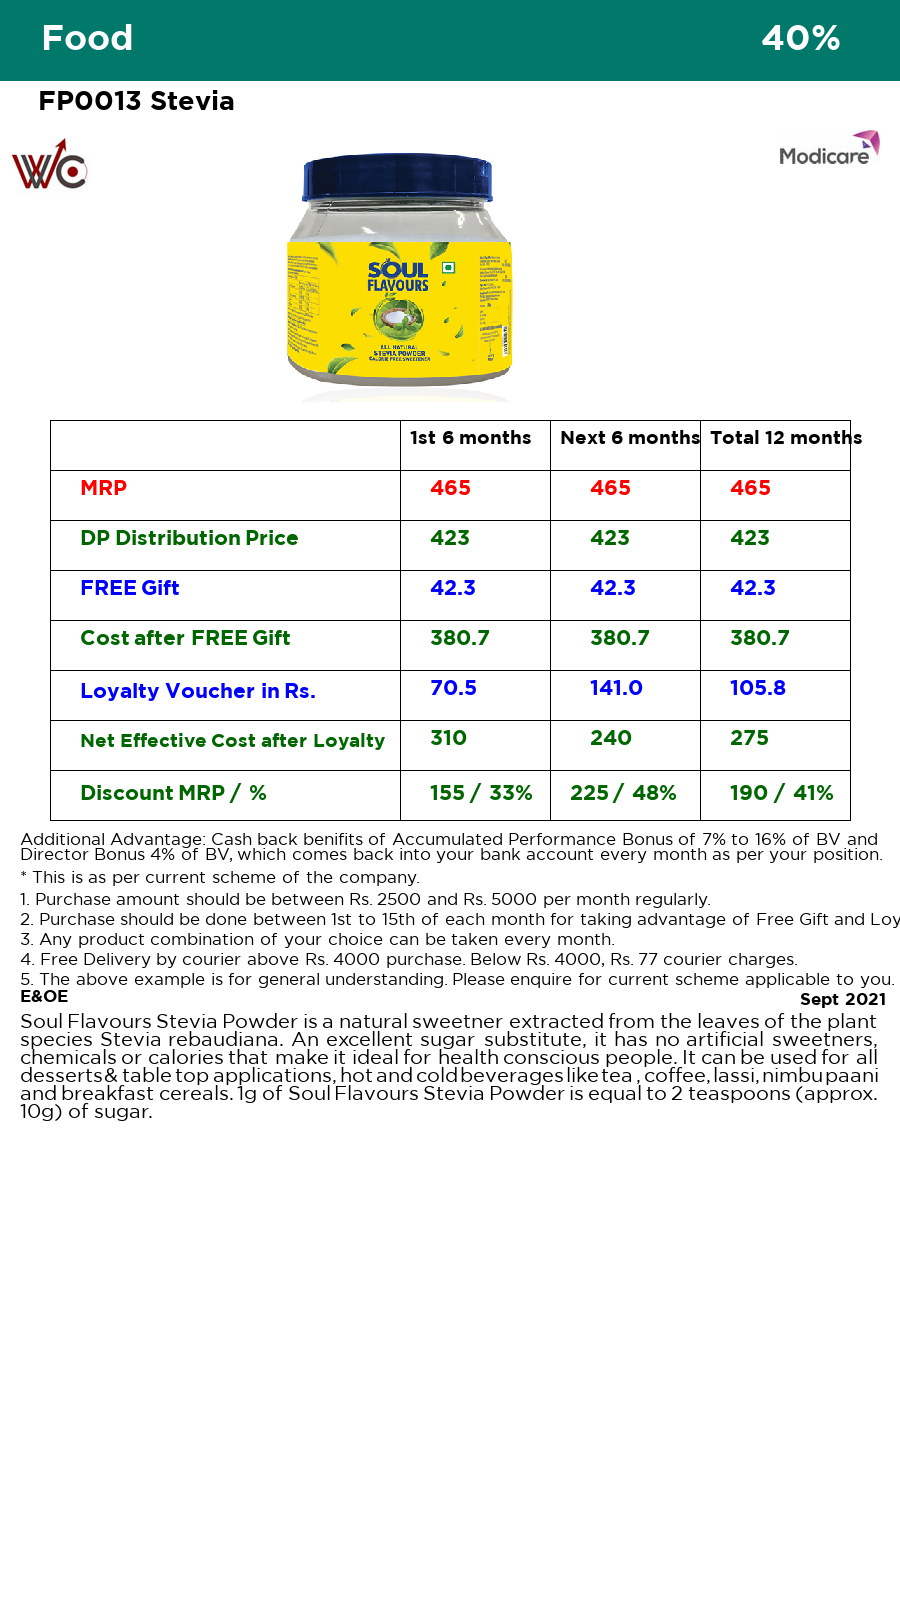 Food 40%
FP0013 Stevia
WC
Modicare
SOUL
FLAVOURS
ALL NATURAL
STEVIA POWDER
CALORIE FREE SWEETENER
1st 6 months Next 6 months Total 12 months
MRP 465 465 465
DP Distribution Price 423 423 423
FREE Gift 42.3 42.3 42.3
Cost after FREE Gift 380.7 380.7 380.7
Loyalty Voucher in Rs. 70.5 141.0 105.8
Net Effective Cost after Loyalty 310 240 275
Discount MRP / % 155 / 33% 225 / 48% 190 / 41%
Additional Advantage: Cash back benifits of Accumulated Performance Bonus of 7% to 16% of BV and
Director Bonus 4% of BV, which comes back into your bank account every month as per your position.
* This is as per current scheme of the company.
1. Purchase amount should be between Rs. 2500 and Rs. 5000 per month regularly.
2. Purchase should be done between 1st to 15th of each month for taking advantage of Free Gift and Loy
3. Any product combination of your choice can be taken every month.
4. Free Delivery by courier above Rs. 4000 purchase. Below Rs. 4000, Rs. 77 courier charges.
5. The above example is for general understanding. Please enquire for current scheme applicable to you.
E&OE Sept 2021
Soul Flavours Stevia Powder is a natural sweetner extracted from the leaves of the plant
species Stevia rebaudiana. An excellent sugar substitute, it has no artificial sweetners,
chemicals or calories that make it ideal for health conscious people. It can be used for all
desserts & table top applications, hot and cold beverages like tea , coffee, lassi, nimbu paani
and breakfast cereals. 1g of Soul Flavours Stevia Powder is equal to 2 teaspoons (approx.
10g) of sugar.